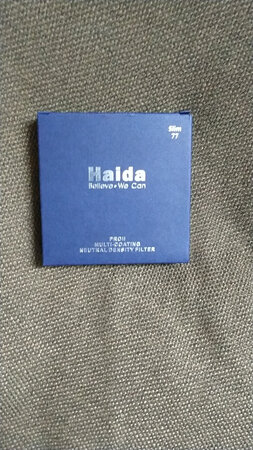 Slim
77
Haida
Believe We Can
PROII
MULTI-COATING
NEUTRAL DENSITY FILTER